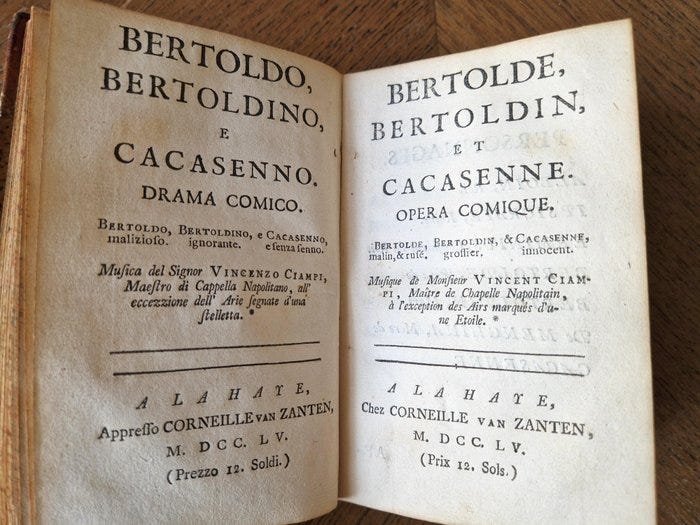 BERTOLDO,
BERTOLDINO,
E
CACASENNO.
DRAMA COMICO.
BERTOLDO, BERTOLDINO, e CACASENNO,
malizioso. ignorante. e senza senno.
Musica del Signor VINCENZO CIAMPI,
Maestro di Cappella Napolitano, all'
eccezzione dell' Arie segnate d'una
stelletta. *
A LA HAYE,
Appresso CORNEILLE VAN ZANTEN,
M. DCC. LV.
(Prezzo 12. Soldi.)
BERTOLDE,
BERTOLDIN,
ET
CACASENNE.
OPERA COMIQUE.
BERTOLDE, BERTOLDIN, & CACASENNE,
malin, & rusé. grossier, innocent.
Musique de Monsieur VINCENT CIAM-
PI, Maître de Chapelle Napolitain,
à l'exception des Airs marqués d'u-
ne Etoile. *
A LA HAYE,
Chez CORNEILLE VAN ZANTEN,
M. DCC. LV.
(Prix 12. Sols.)